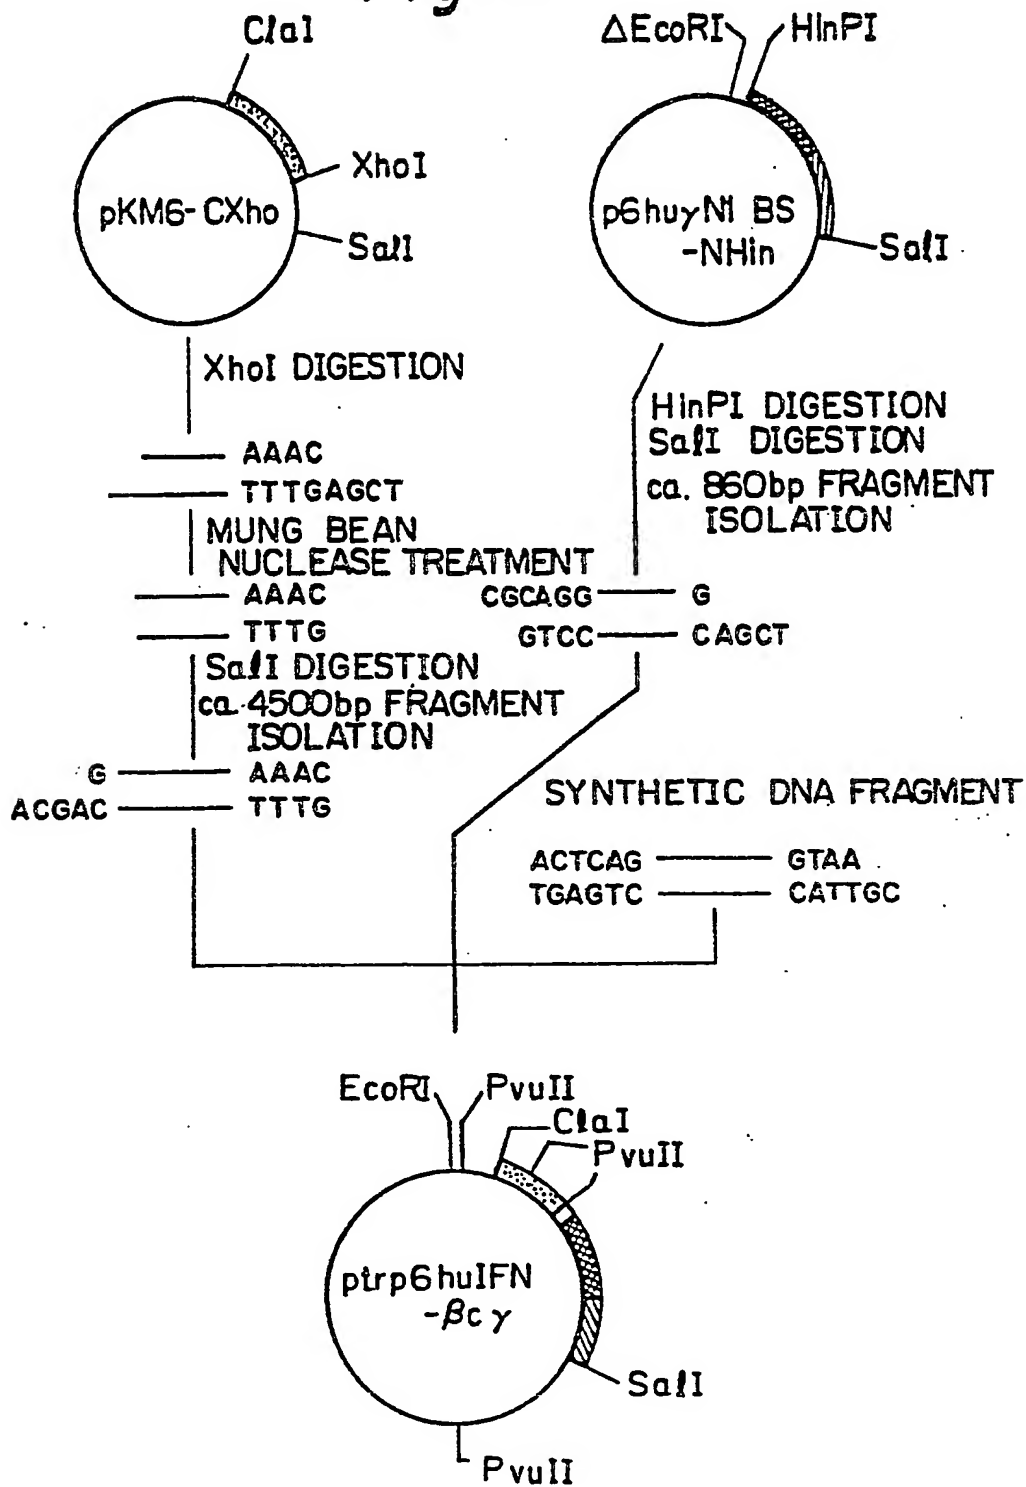 ClaI
XhoI
SalI
pKM6-CXho
ΔEcoRI
HinPI
p6huγN1 BS
-NHin
SalI
XhoI DIGESTION
AAAC
TTTGAGCT
MUNG BEAN
NUCLEASE TREATMENT
AAAC
TTTG
SalI DIGESTION
ca. 4500bp FRAGMENT
ISOLATION
G AAAC
ACGAC TTTG
HinPI DIGESTION
SalI DIGESTION
ca. 860bp FRAGMENT
ISOLATION
CGCAGG G
GTCC CAGCT
SYNTHETIC DNA FRAGMENT
ACTCAG GTAA
TGAGTC CATTGC
EcoRI
PvuII
ClaI
PvuII
ptrp6huIFN
-βcγ
SalI
PvuII